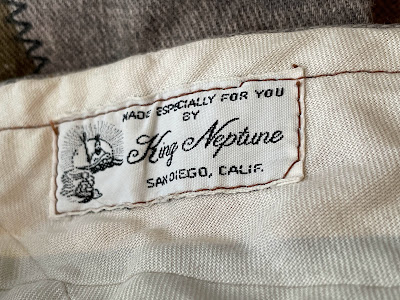 MADE ESPECIALLY FOR YOU
BY
King Neptune
SAN DIEGO, CALIF.